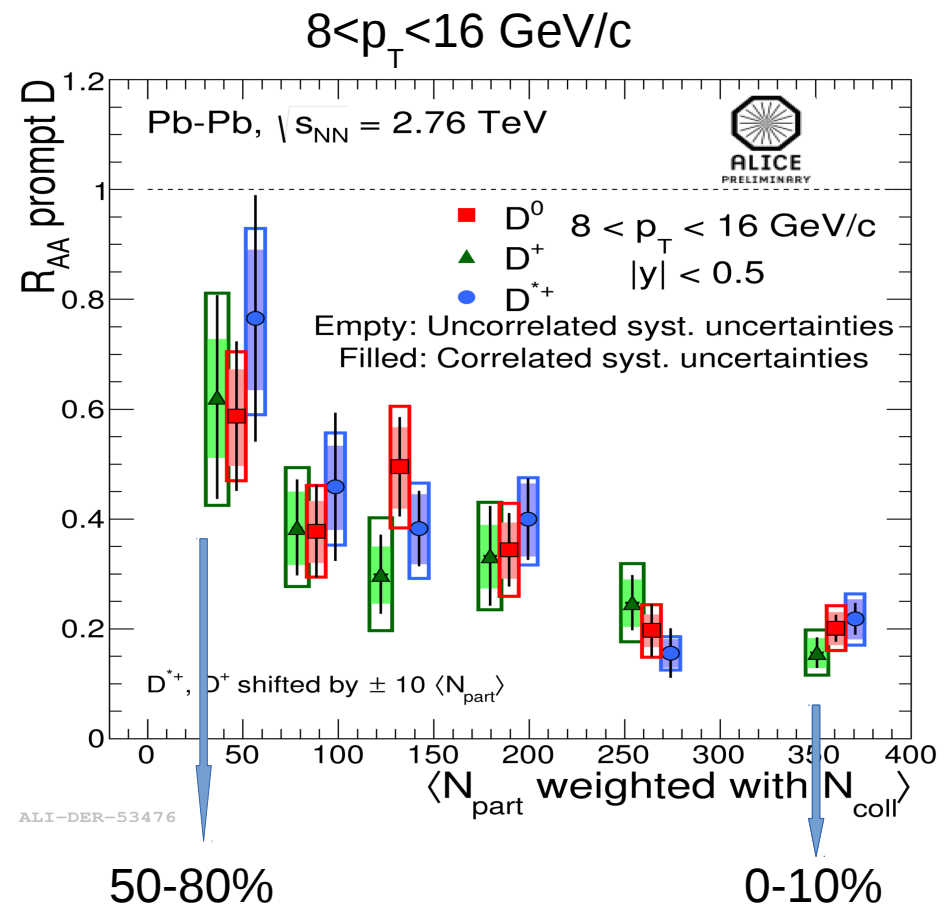 8<p_T<16 GeV/c
R_AA prompt D
1.2
1
0.8
0.6
0.4
0.2
0
Pb-Pb, √s_NN = 2.76 TeV
ALICE
PRELIMINARY
D^0
D^+
D^*+
8 < p_T < 16 GeV/c
|y| < 0.5
Empty: Uncorrelated syst. uncertainties
Filled: Correlated syst. uncertainties
D^*+, D^+ shifted by ± 10 ⟨N_part⟩
0 50 100 150 200 250 300 350 400
⟨N_part weighted with N_coll⟩
ALI-DER-53476
50-80%
0-10%